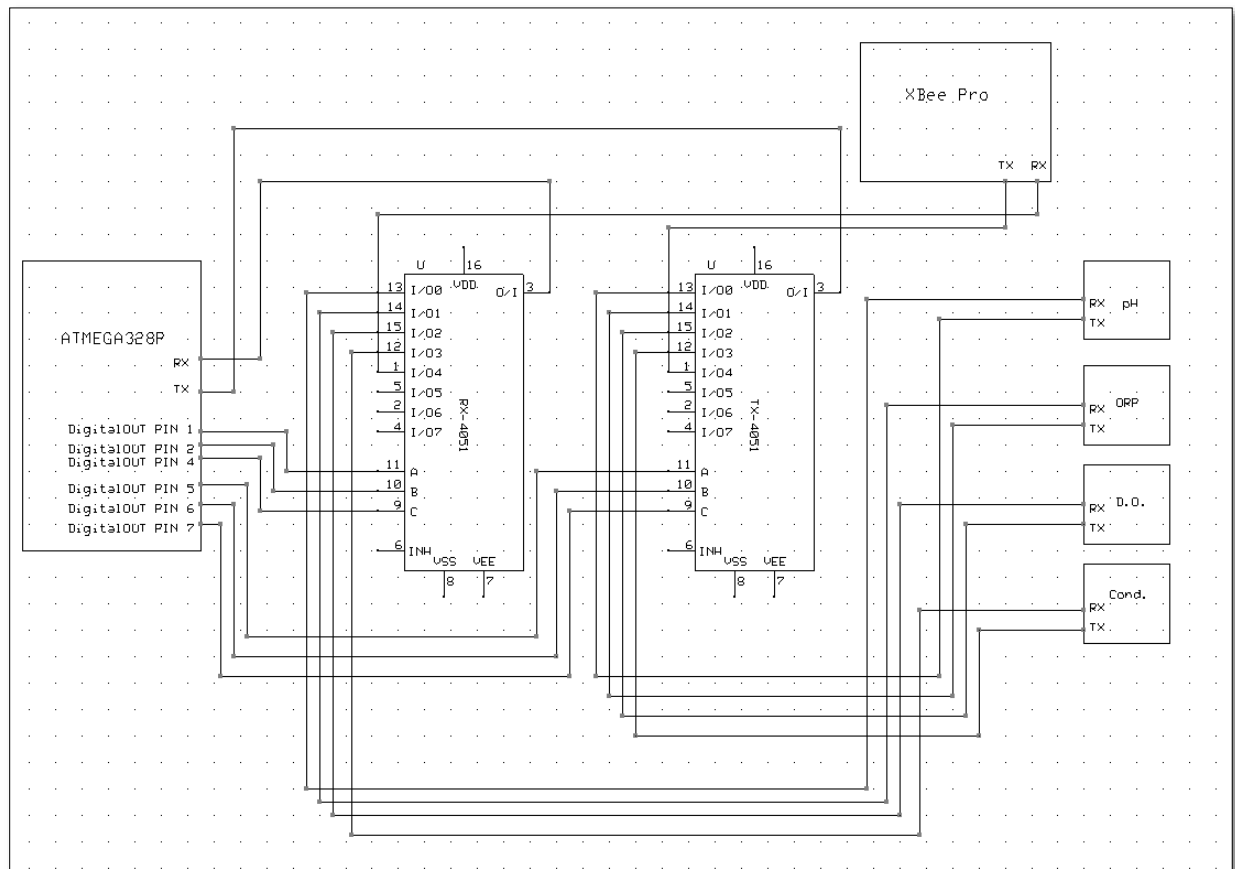 XBee Pro
TX RX
ATMEGA328P
RX
TX
DigitalOUT PIN 1
DigitalOUT PIN 2
DigitalOUT PIN 4
DigitalOUT PIN 5
DigitalOUT PIN 6
DigitalOUT PIN 7
U
16
VDD
13 I/O0
O/I 3
14 I/O1
15 I/O2
12 I/O3
1 I/O4
5 I/O5
2 I/O6
4 I/O7
RX-4051
11 A
10 B
9 C
6 INH
VSS VEE
8 7
U
16
VDD
13 I/O0
O/I 3
14 I/O1
15 I/O2
12 I/O3
1 I/O4
5 I/O5
2 I/O6
4 I/O7
TX-4051
11 A
10 B
9 C
6 INH
VSS VEE
8 7
RX pH
TX
ORP
RX
TX
D.O.
RX
TX
Cond.
RX
TX